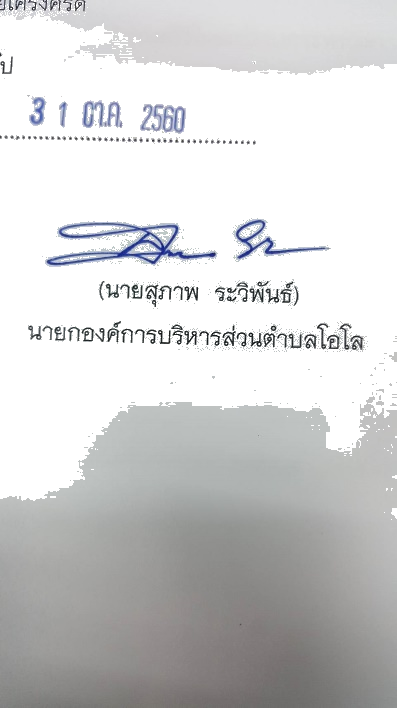 ยเคร่งครัด
ไป
31 ต.ค. 2560
(นายสุภาพ ระวิพันธ์)
นายกองค์การบริหารส่วนตำบลโอโล